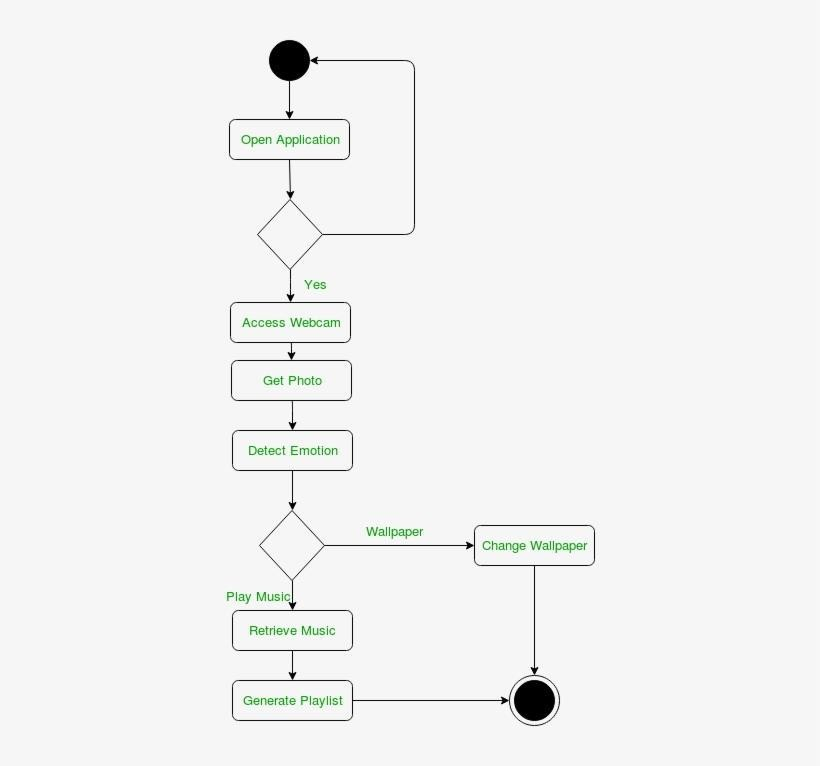 Open Application
Yes
Access Webcam
Get Photo
Detect Emotion
Wallpaper
Change Wallpaper
Play Music
Retrieve Music
Generate Playlist